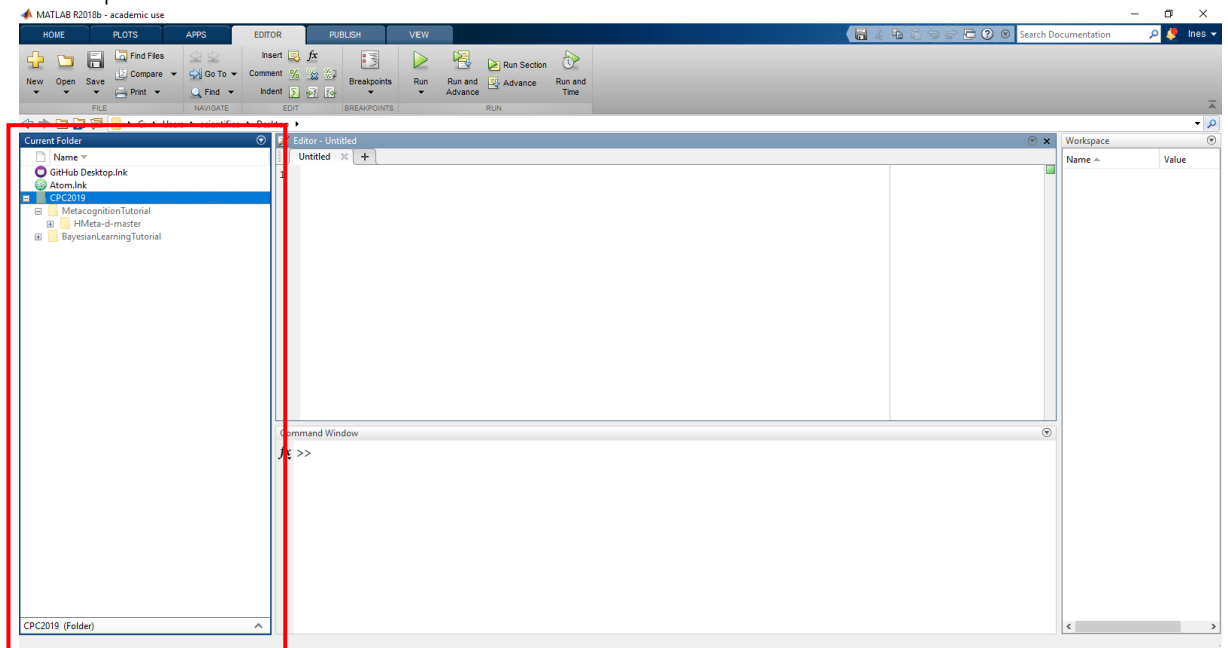 MATLAB R2018b - academic use
HOME PLOTS APPS EDITOR PUBLISH VIEW
Search Documentation Ines
New Open Save
Find Files
Compare
Print
Go To
Find
Insert fx
Comment
Indent
Breakpoints
Run
Run and Advance
Run Section
Advance
Run and Time
FILE NAVIGATE EDIT BREAKPOINTS RUN
Current Folder
Name
GitHub Desktop.lnk
Atom.lnk
CPC2019
MetacognitionTutorial
HMeta-d-master
BayesianLearningTutorial
CPC2019 (Folder)
Editor - Untitled
Untitled +
1
Command Window
fx >>
Workspace
Name Value